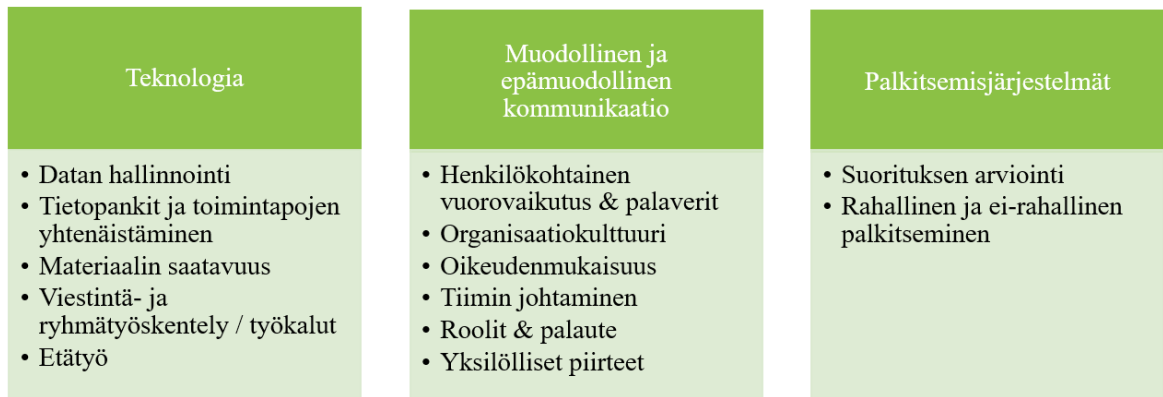 Teknologia
• Datan hallinnointi
• Tietopankit ja toimintapojen
yhtenäistäminen
• Materiaalin saatavuus
• Viestintä- ja
ryhmätyöskentely / työkalut
• Etätyö
Muodollinen ja
epämuodollinen
kommunikaatio
• Henkilökohtainen
vuorovaikutus & palaverit
• Organisaatiokulttuuri
• Oikeudenmukaisuus
• Tiimin johtaminen
• Roolit & palaute
• Yksilölliset piirteet
Palkitsemisjärjestelmät
• Suorituksen arviointi
• Rahallinen ja ei-rahallinen
palkitseminen